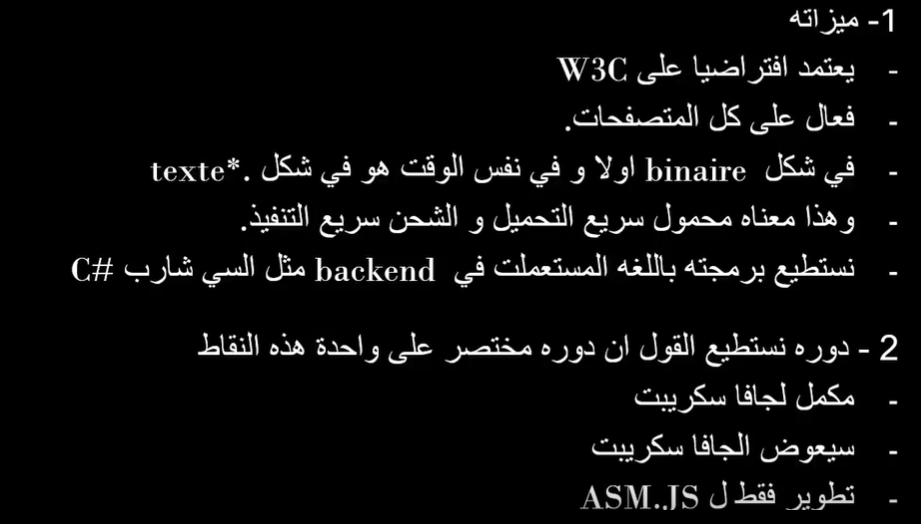 1- ميزاته
- يعتمد افتراضيا على W3C
- فعال على كل المتصفحات.
- في شكل binaire اولا و في نفس الوقت هو في شكل .*texte
- وهذا معناه محمول سريع التحميل و الشحن سريع التنفيذ.
- نستطيع برمجته باللغه المستعملت في backend مثل السي شارب C#
2 - دوره نستطيع القول ان دوره مختصر على واحدة هذه النقاط
- مكمل لجافا سكريبت
- سيعوض الجافا سكريبت
- تطوير فقط ل ASM.JS